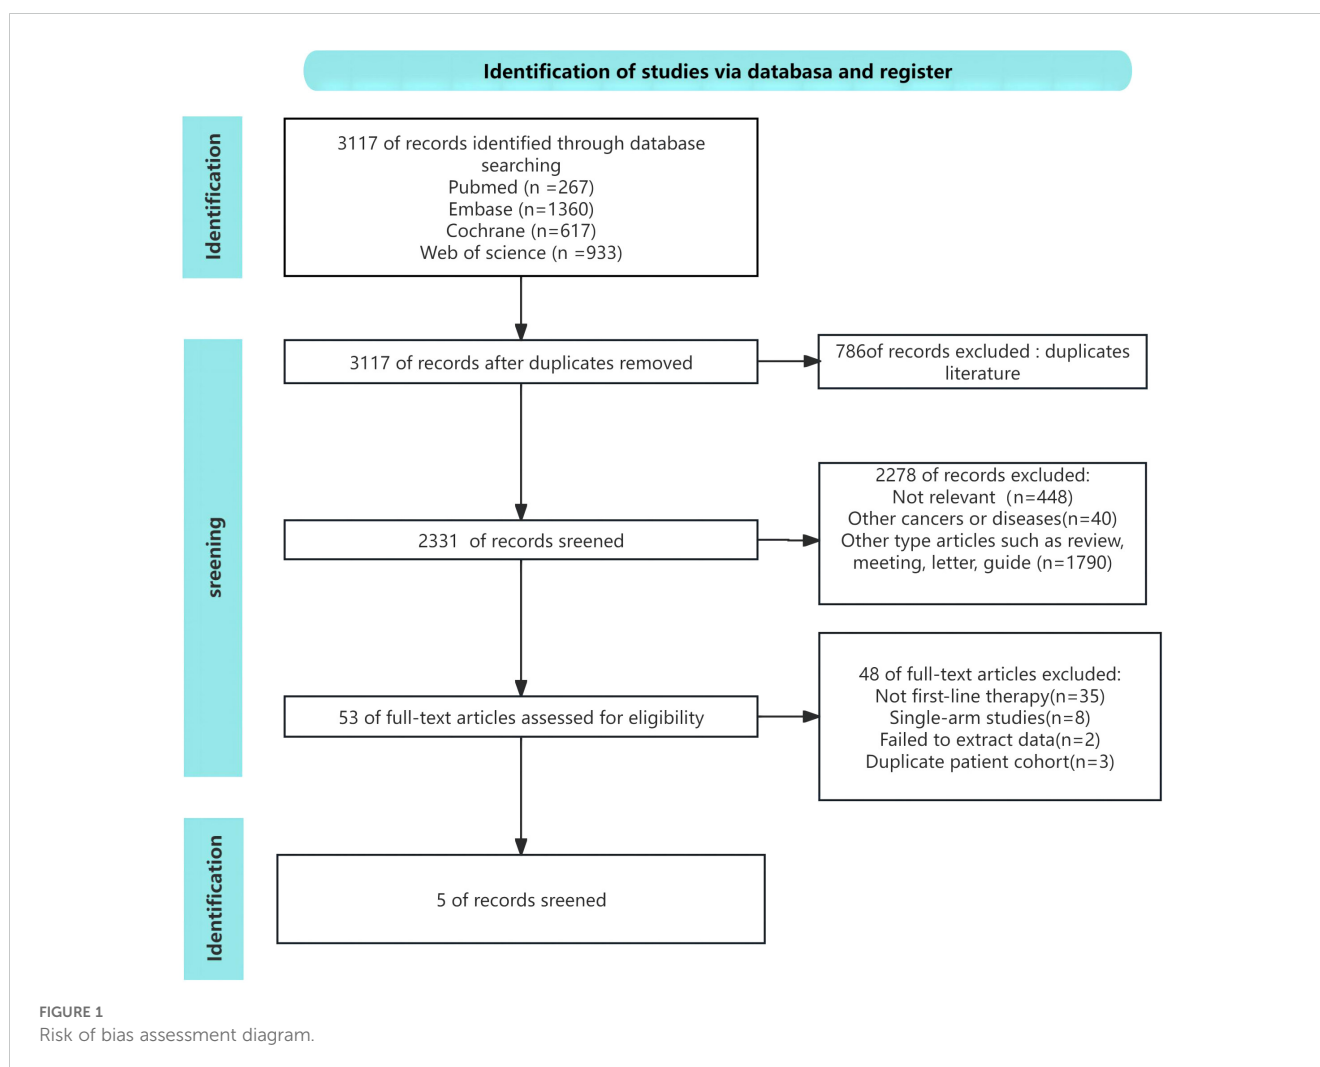 Identification of studies via databasa and register
Identification
3117 of records identified through database
searching
Pubmed (n =267)
Embase (n=1360)
Cochrane (n=617)
Web of science (n =933)
sreening
3117 of records after duplicates removed
786of records excluded : duplicates
literature
2331 of records sreened
2278 of records excluded:
Not relevant (n=448)
Other cancers or diseases(n=40)
Other type articles such as review,
meeting, letter, guide (n=1790)
53 of full-text articles assessed for eligibility
48 of full-text articles excluded:
Not first-line therapy(n=35)
Single-arm studies(n=8)
Failed to extract data(n=2)
Duplicate patient cohort(n=3)
Identification
5 of records sreened
FIGURE 1
Risk of bias assessment diagram.